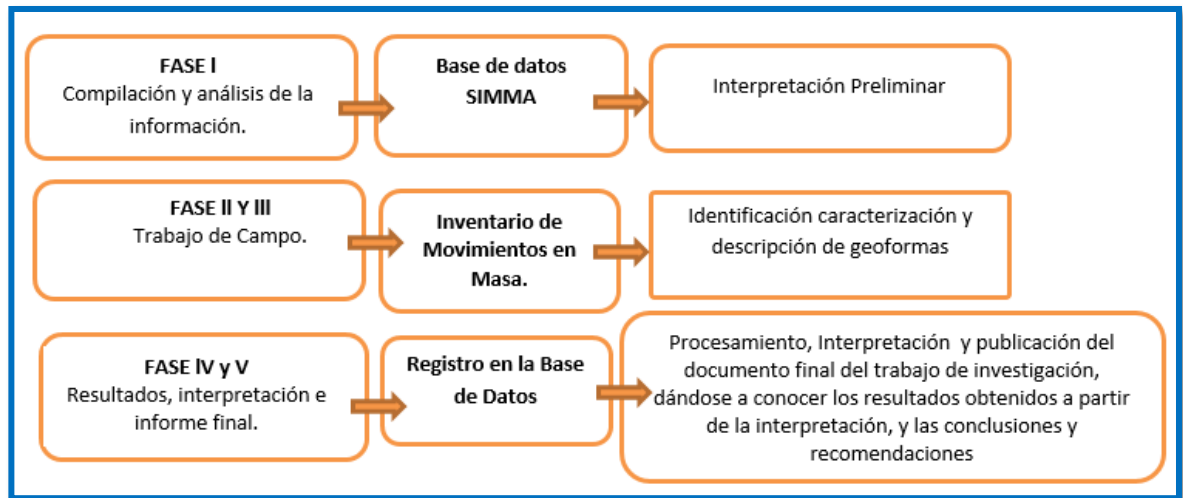 FASE l
Compilación y análisis de la
información.
Base de datos
SIMMA
Interpretación Preliminar
FASE ll Y lll
Trabajo de Campo.
Inventario de
Movimientos en
Masa.
Identificación caracterización y
descripción de geoformas
FASE lV y V
Resultados, interpretación e
informe final.
Registro en la Base
de Datos
Procesamiento, Interpretación y publicación del
documento final del trabajo de investigación,
dándose a conocer los resultados obtenidos a partir
de la interpretación, y las conclusiones y
recomendaciones